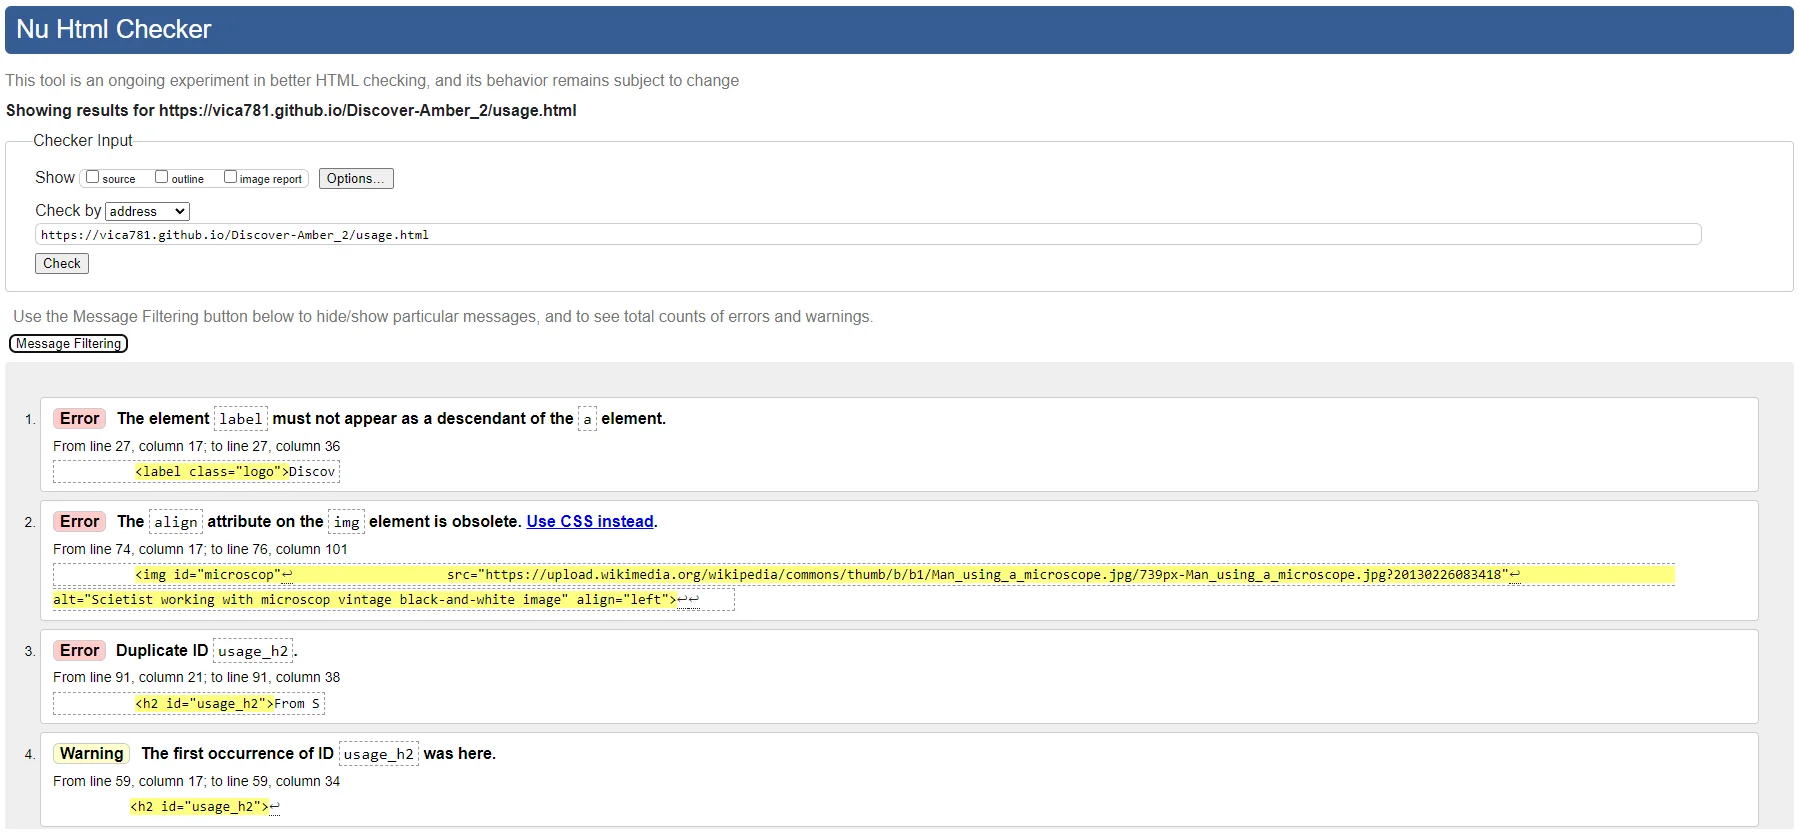 Nu Html Checker
This tool is an ongoing experiment in better HTML checking, and its behavior remains subject to change
Showing results for https://vica781.github.io/Discover-Amber_2/usage.html
Checker Input
Show source outline image report Options...
Check by address
https://vica781.github.io/Discover-Amber_2/usage.html
Check
Use the Message Filtering button below to hide/show particular messages, and to see total counts of errors and warnings.
Message Filtering
1. Error The element label must not appear as a descendant of the a element.
From line 27, column 17; to line 27, column 36
<label class="logo">Discov
2. Error The align attribute on the img element is obsolete. Use CSS instead.
From line 74, column 17; to line 76, column 101
<img id="microscop"↩ src="https://upload.wikimedia.org/wikipedia/commons/thumb/b/b1/Man_using_a_microscope.jpg/739px-Man_using_a_microscope.jpg?20130226083418"↩
alt="Scietist working with microscop vintage black-and-white image" align="left">↩↩
3. Error Duplicate ID usage_h2.
From line 91, column 21; to line 91, column 38
<h2 id="usage_h2">From S
4. Warning The first occurrence of ID usage_h2 was here.
From line 59, column 17; to line 59, column 34
<h2 id="usage_h2">↩